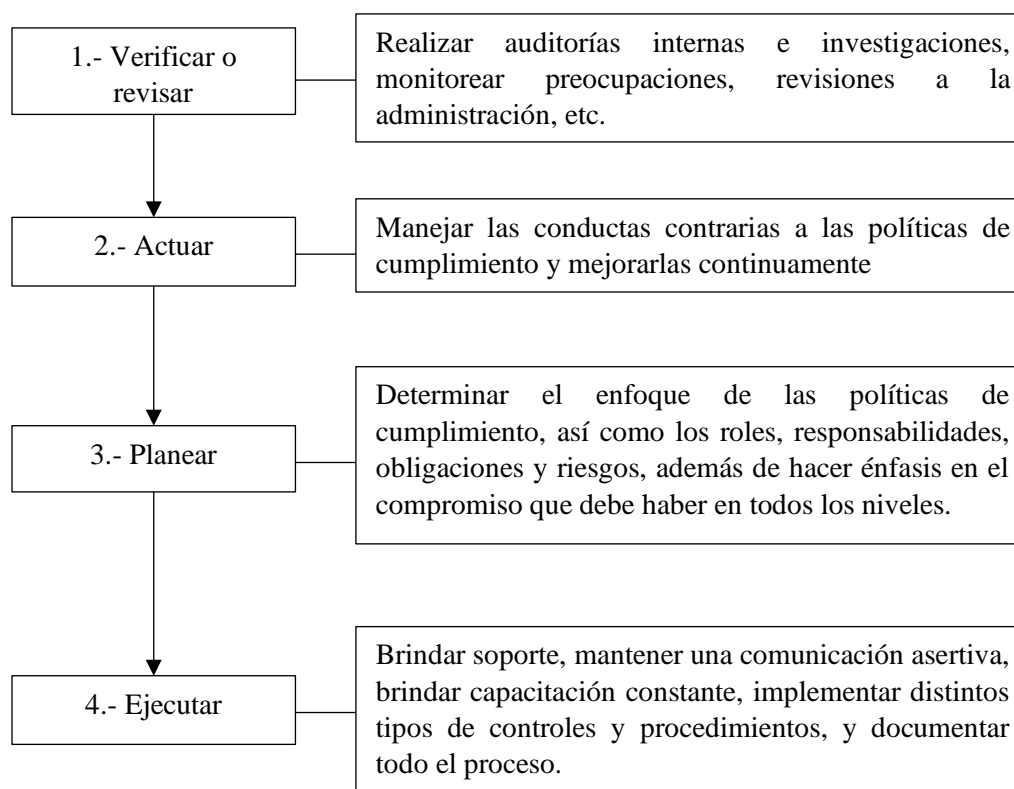 1.- Verificar o
revisar
Realizar auditorías internas e investigaciones,
monitorear preocupaciones, revisiones a la
administración, etc.
2.- Actuar
Manejar las conductas contrarias a las políticas de
cumplimiento y mejorarlas continuamente
3.- Planear
Determinar el enfoque de las políticas de
cumplimiento, así como los roles, responsabilidades,
obligaciones y riesgos, además de hacer énfasis en el
compromiso que debe haber en todos los niveles.
4.- Ejecutar
Brindar soporte, mantener una comunicación asertiva,
brindar capacitación constante, implementar distintos
tipos de controles y procedimientos, y documentar
todo el proceso.